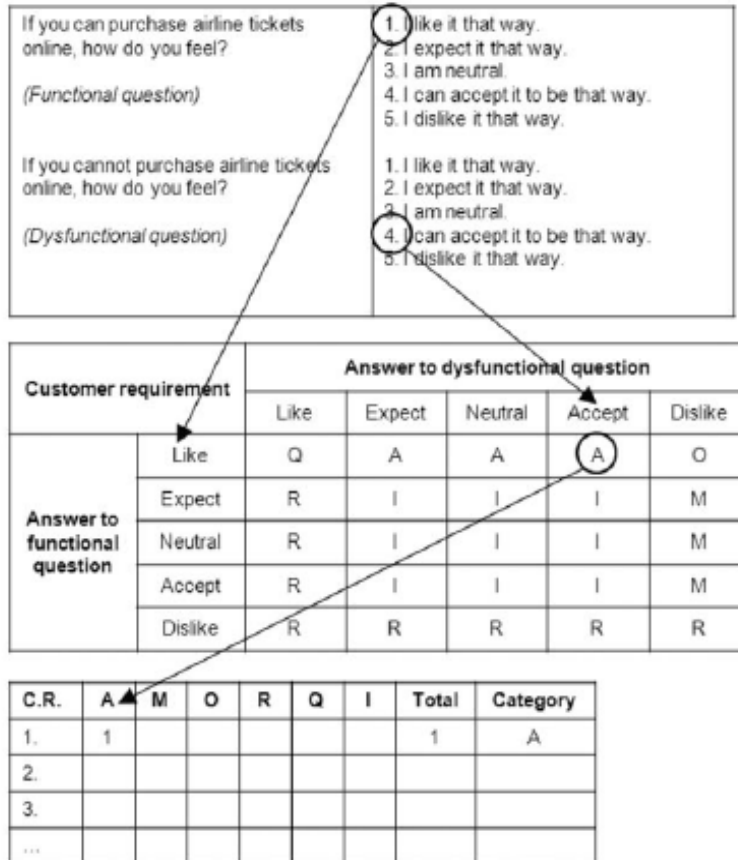 If you can purchase airline tickets
online, how do you feel?
(Functional question)
1. I like it that way.
2. I expect it that way.
3. I am neutral.
4. I can accept it to be that way.
5. I dislike it that way.
If you cannot purchase airline tickets
online, how do you feel?
(Dysfunctional question)
1. I like it that way.
2. I expect it that way.
3. I am neutral.
4. I can accept it to be that way.
5. I dislike it that way.
Customer requirement Answer to dysfunctional question
Like Expect Neutral Accept Dislike
Answer to functional question
Like Q A A A O
Expect R I I I M
Neutral R I I I M
Accept R I I I M
Dislike R R R R R
C.R. A M O R Q I Total Category
1. 1 1 A
2.
3.
...